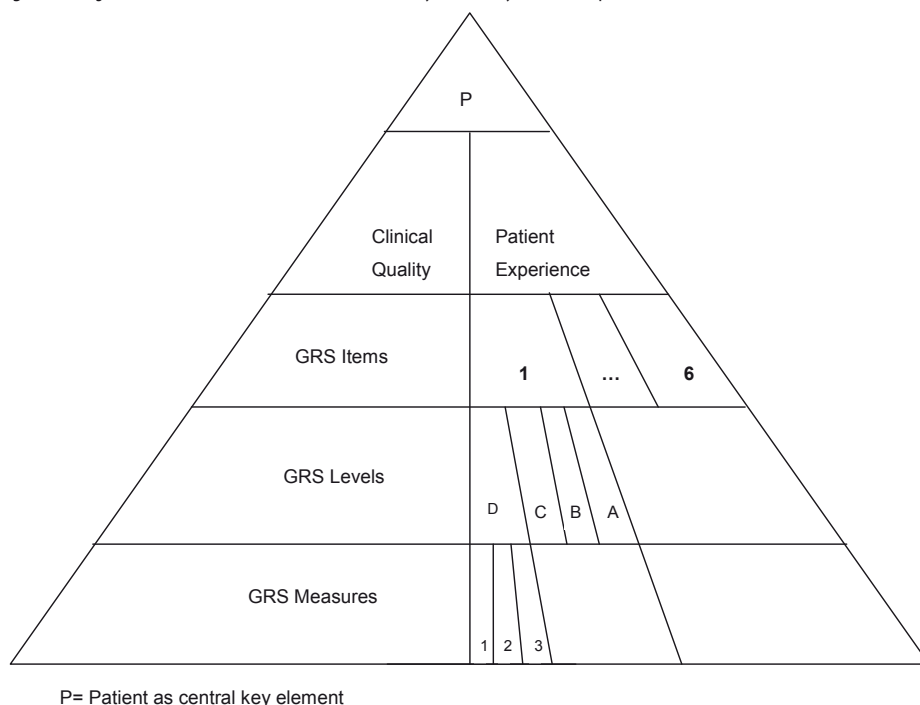 P
Clinical Patient
Quality Experience
GRS Items
1 ... 6
GRS Levels
D C B A
GRS Measures
1 2 3
P= Patient as central key element